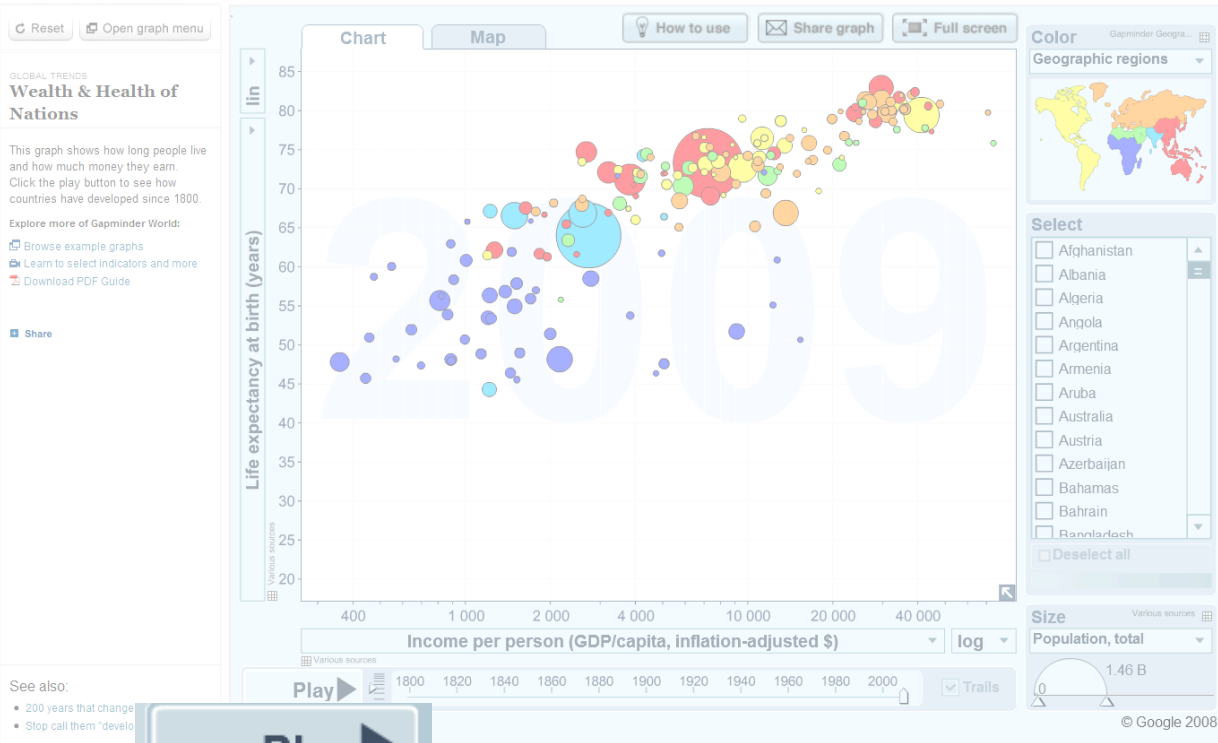 Reset
Open graph menu
GLOBAL TRENDS
Wealth & Health of
Nations
This graph shows how long people live
and how much money they earn.
Click the play button to see how
countries have developed since 1800.
Explore more of Gapminder World:
Browse example graphs
Learn to select indicators and more
Download PDF Guide
Share
See also:
200 years that change
Stop call them "develo
Chart
Map
How to use
Share graph
Full screen
lin
Life expectancy at birth (years)
Various sources
85
80
75
70
65
60
55
50
45
40
35
30
25
20
2009
400
1 000
2 000
4 000
10 000
20 000
40 000
Income per person (GDP/capita, inflation-adjusted $)
log
Various sources
Play
1800 1820 1840 1860 1880 1900 1920 1940 1960 1980 2000
Trails
Color
Gapminder Geogra...
Geographic regions
Select
Afghanistan
Albania
Algeria
Angola
Argentina
Armenia
Aruba
Australia
Austria
Azerbaijan
Bahamas
Bahrain
Bangladesh
Deselect all
Size
Various sources
Population, total
1.46 B
0
© Google 2008